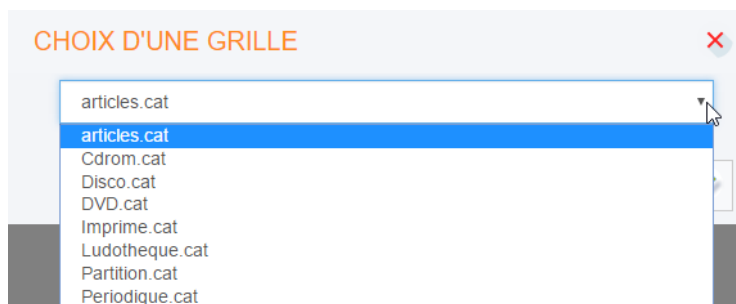 CHOIX D'UNE GRILLE
articles.cat
articles.cat
Cdrom.cat
Disco.cat
DVD.cat
Imprime.cat
Ludotheque.cat
Partition.cat
Periodique.cat